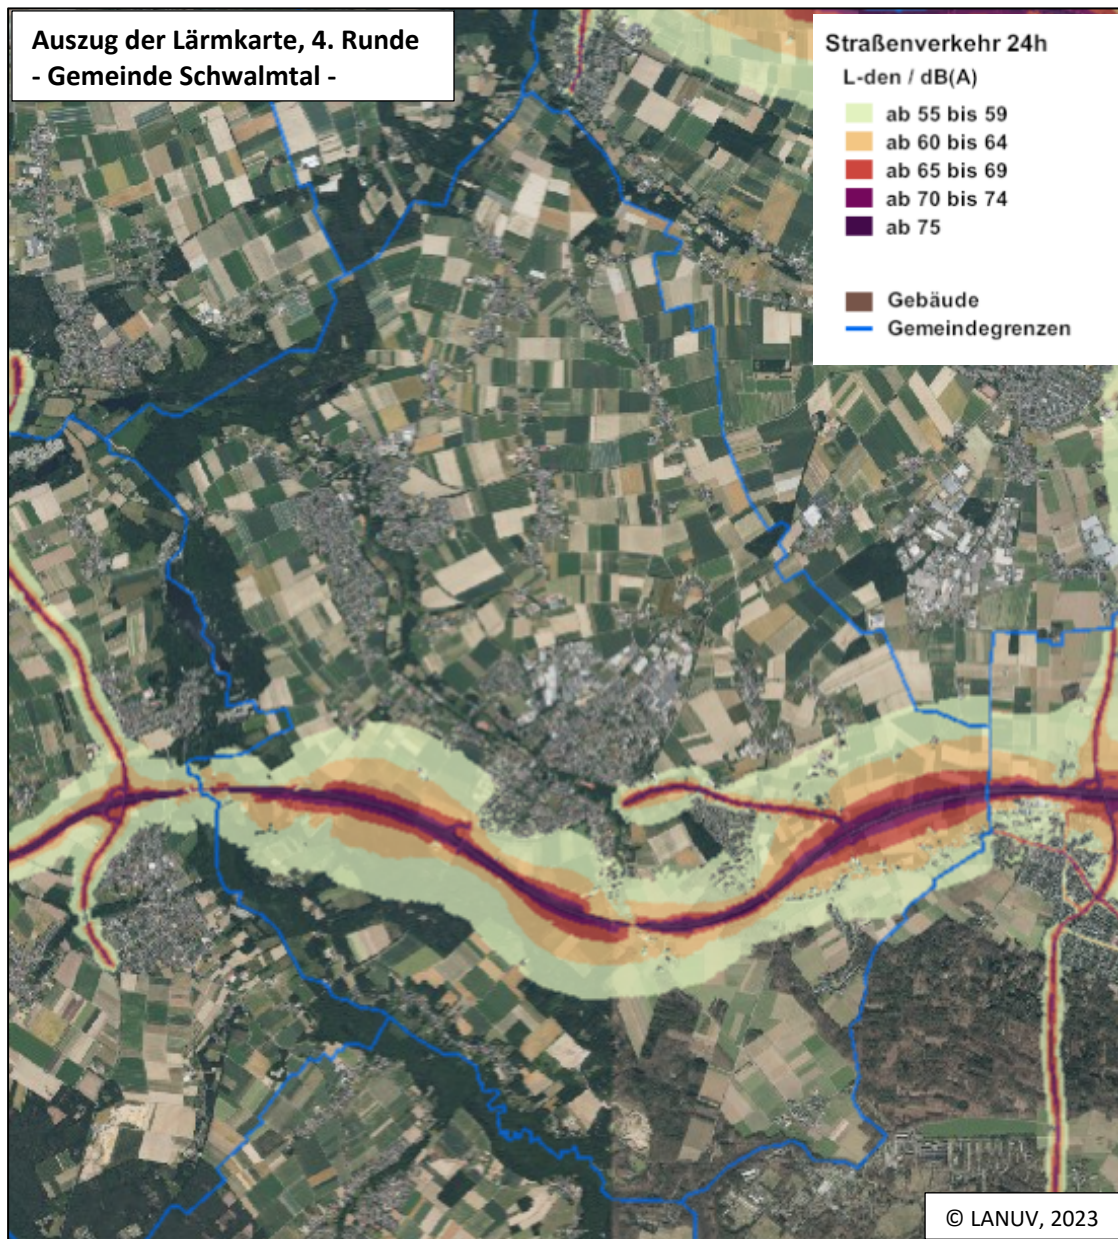 Auszug der Lärmkarte, 4. Runde
- Gemeinde Schwalmtal -
Straßenverkehr 24h
L-den / dB(A)
ab 55 bis 59
ab 60 bis 64
ab 65 bis 69
ab 70 bis 74
ab 75
Gebäude
Gemeindegrenzen
© LANUV, 2023